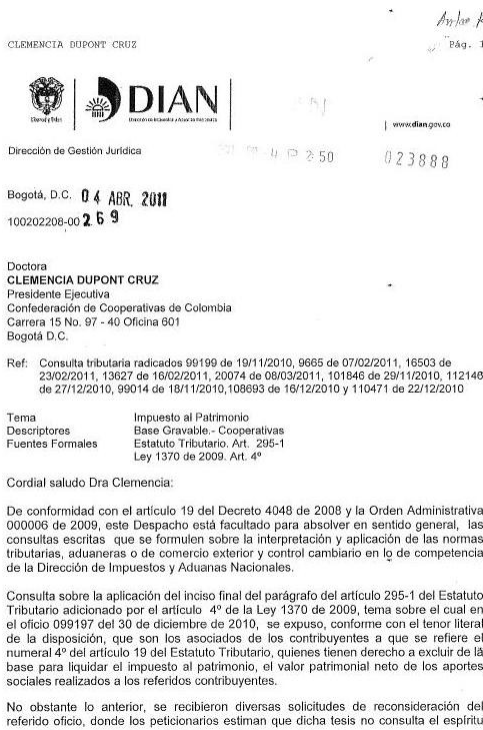 CLEMENCIA DUPONT CRUZ
Pág. 1
DIAN
www.dian.gov.co
Dirección de Gestión Jurídica
023888
Bogotá, D.C. 04 ABR. 2011
100202208-00 269
Doctora
CLEMENCIA DUPONT CRUZ
Presidente Ejecutiva
Confederación de Cooperativas de Colombia
Carrera 15 No. 97 - 40 Oficina 601
Bogotá D.C.
Ref: Consulta tributaria radicados 99199 de 19/11/2010, 9665 de 07/02/2011, 16503 de
23/02/2011, 13627 de 16/02/2011, 20074 de 08/03/2011, 101846 de 29/11/2010, 112146
de 27/12/2010, 99014 de 18/11/2010,108693 de 16/12/2010 y 110471 de 22/12/2010
Tema Impuesto al Patrimonio
Descriptores Base Gravable.- Cooperativas
Fuentes Formales Estatuto Tributario. Art. 295-1
Ley 1370 de 2009. Art. 4º
Cordial saludo Dra Clemencia:
De conformidad con el artículo 19 del Decreto 4048 de 2008 y la Orden Administrativa
000006 de 2009, este Despacho está facultado para absolver en sentido general, las
consultas escritas que se formulen sobre la interpretación y aplicación de las normas
tributarias, aduaneras o de comercio exterior y control cambiario en lo de competencia
de la Dirección de Impuestos y Aduanas Nacionales.
Consulta sobre la aplicación del inciso final del parágrafo del artículo 295-1 del Estatuto
Tributario adicionado por el artículo 4º de la Ley 1370 de 2009, tema sobre el cual en
el oficio 099197 del 30 de diciembre de 2010, se expuso, conforme con el tenor literal
de la disposición, que son los asociados de los contribuyentes a que se refiere el
numeral 4º del artículo 19 del Estatuto Tributario, quienes tienen derecho a excluir de la
base para liquidar el impuesto al patrimonio, el valor patrimonial neto de los aportes
sociales realizados a los referidos contribuyentes.
No obstante lo anterior, se recibieron diversas solicitudes de reconsideración del
referido oficio, donde los peticionarios estiman que dicha tesis no consulta el espíritu